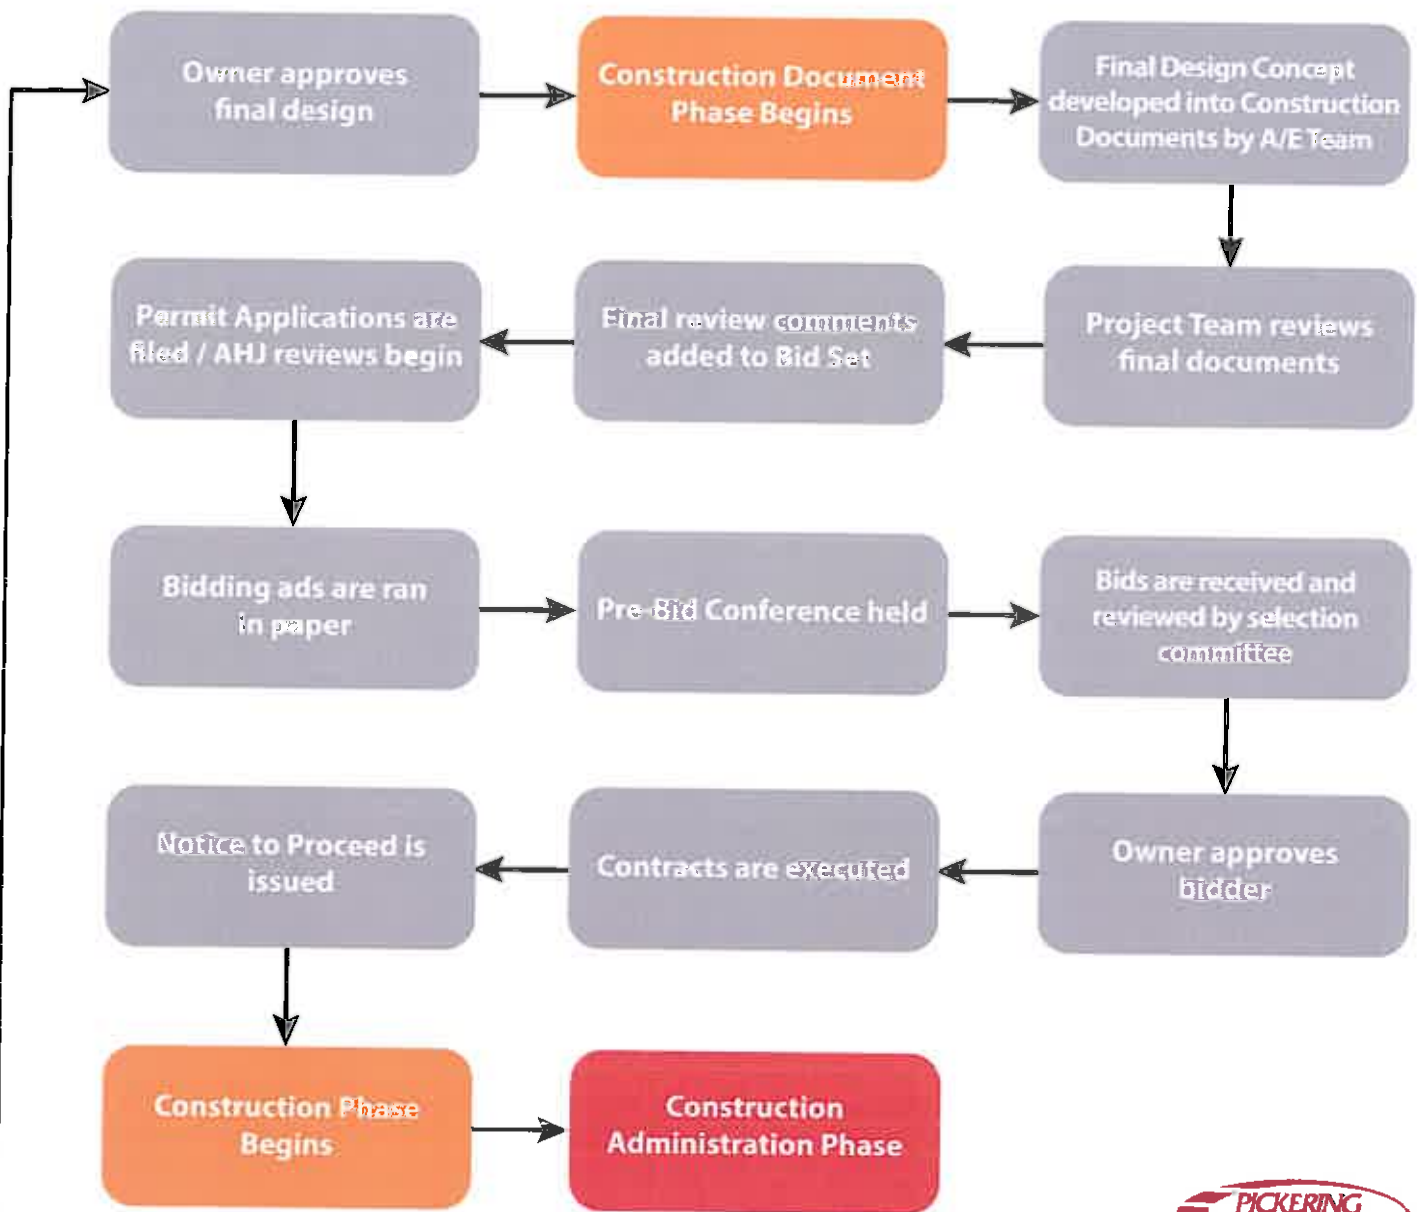 Owner approves
final design
Construction Document
Phase Begins
Final Design Concept
developed into Construction
Documents by A/E Team
Project Team reviews
final documents
Final review comments
added to Bid Set
Permit Applications are
filed / AHJ reviews begin
Bidding ads are ran
in paper
Pre-Bid Conference held
Bids are received and
reviewed by selection
committee
Owner approves
bidder
Contracts are executed
Notice to Proceed is
issued
Construction Phase
Begins
Construction
Administration Phase
PICKERING